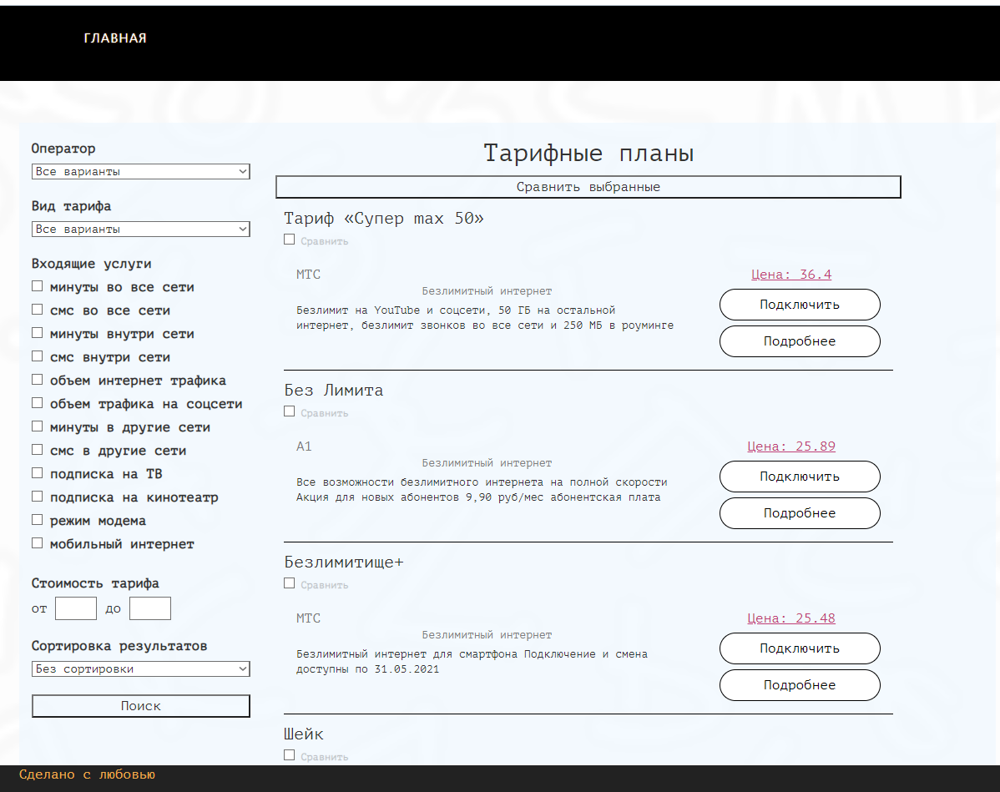 ГЛАВНАЯ
Оператор
Все варианты
Вид тарифа
Все варианты
Входящие услуги
минуты во все сети
смс во все сети
минуты внутри сети
смс внутри сети
объем интернет трафика
объем трафика на соцсети
минуты в другие сети
смс в другие сети
подписка на ТВ
подписка на кинотеатр
режим модема
мобильный интернет
Стоимость тарифа
от до
Сортировка результатов
Без сортировки
Поиск
Тарифные планы
Сравнить выбранные
Тариф «Супер max 50»
Сравнить
МТС
Безлимитный интернет
Безлимит на YouTube и соцсети, 50 ГБ на остальной
интернет, безлимит звонков во все сети и 250 МБ в роуминге
Цена: 36.4
Подключить
Подробнее
Без Лимита
Сравнить
А1
Безлимитный интернет
Все возможности безлимитного интернета на полной скорости
Акция для новых абонентов 9,90 руб/мес абонентская плата
Цена: 25.89
Подключить
Подробнее
Безлимитище+
Сравнить
МТС
Безлимитный интернет
Безлимитный интернет для смартфона Подключение и смена
доступны по 31.05.2021
Цена: 25.48
Подключить
Подробнее
Шейк
Сравнить
Сделано с любовью